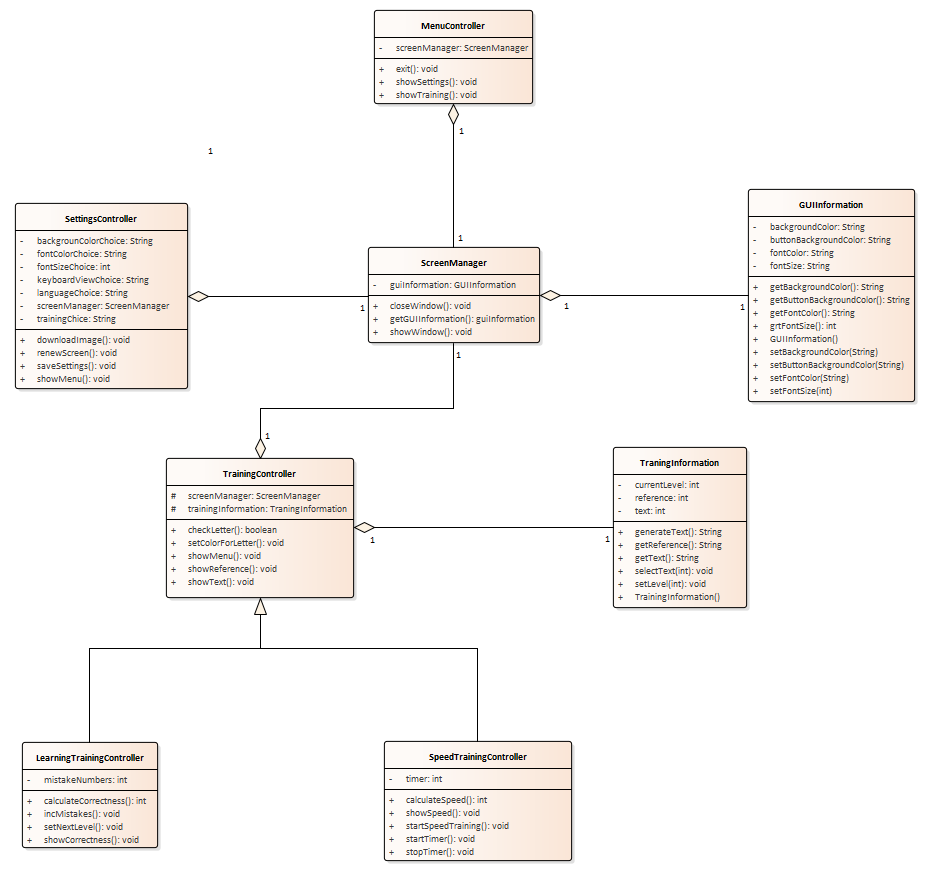 MenuController
- screenManager: ScreenManager
+ exit(): void
+ showSettings(): void
+ showTraining(): void
1
1
1
SettingsController
- backgrounColorChoice: String
- fontColorChoice: String
- fontSizeChoice: int
- keyboardViewChoice: String
- languageChoice: String
- screenManager: ScreenManager
- trainingChice: String
+ downloadImage(): void
+ renewScreen(): void
+ saveSettings(): void
+ showMenu(): void
1
ScreenManager
- guiInformation: GUIInformation
+ closeWindow(): void
+ getGUIInformation(): guiInformation
+ showWindow(): void
1
1
GUIInformation
- backgroundColor: String
- buttonBackgroundColor: String
- fontColor: String
- fontSize: String
+ getBackgroundColor(): String
+ getButtonBackgroundColor(): String
+ getFontColor(): String
+ grtFontSize(): int
+ GUIInformation()
+ setBackgroundColor(String)
+ setButtonBackgroundColor(String)
+ setFontColor(String)
+ setFontSize(int)
1
1
TrainingController
# screenManager: ScreenManager
# trainingInformation: TraningInformation
+ checkLetter(): boolean
+ setColorForLetter(): void
+ showMenu(): void
+ showReference(): void
+ showText(): void
1
1
TraningInformation
- currentLevel: int
- reference: int
- text: int
+ generateText(): String
+ getReference(): String
+ getText(): String
+ selectText(int): void
+ setLevel(int): void
+ TrainingInformation()
LearningTrainingController
- mistakeNumbers: int
+ calculateCorrectness(): int
+ incMistakes(): void
+ setNextLevel(): void
+ showCorrectness(): void
SpeedTrainingController
- timer: int
+ calculateSpeed(): int
+ showSpeed(): void
+ startSpeedTraining(): void
+ startTimer(): void
+ stopTimer(): void